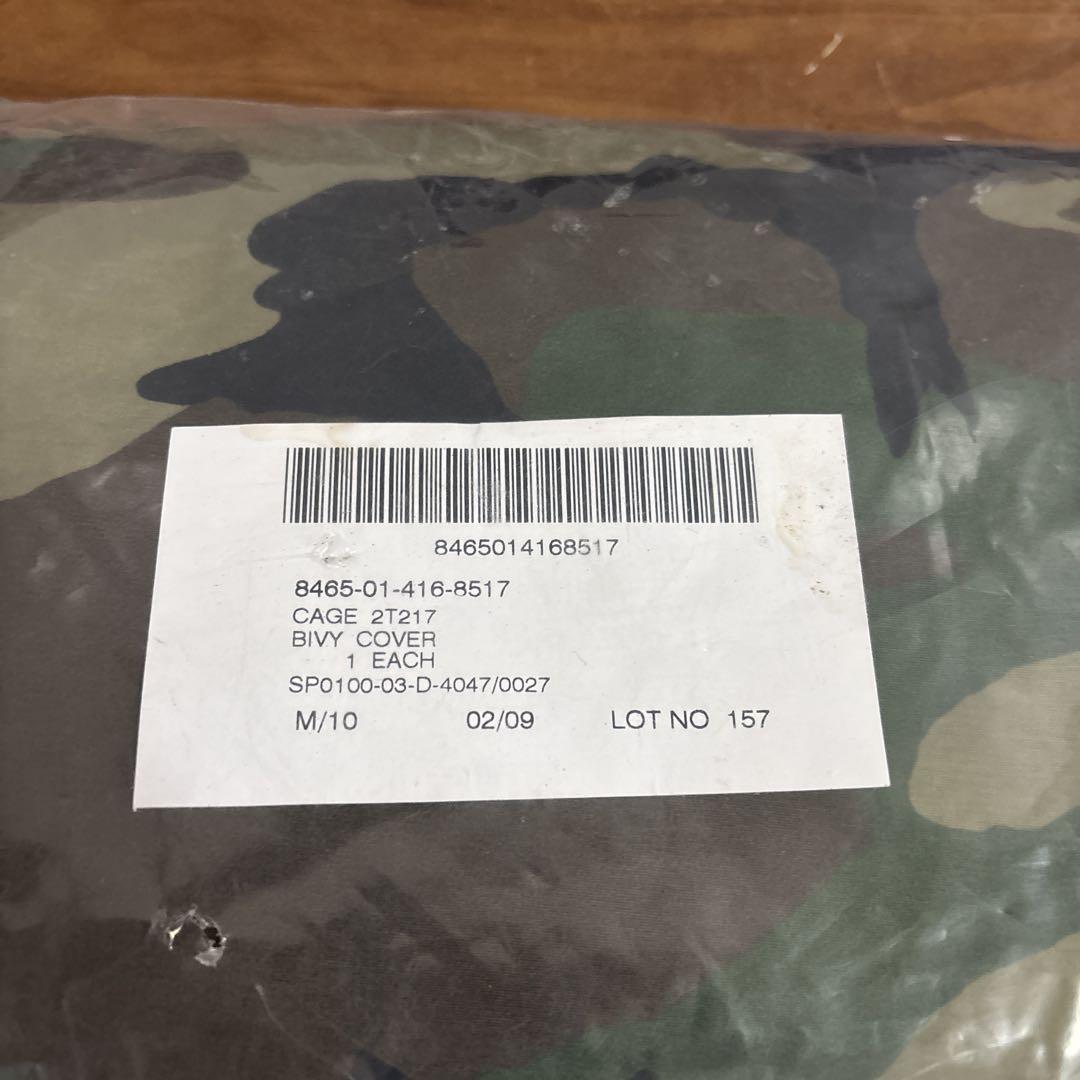 8465014168517
8465-01-416-8517
CAGE 2T217
BIVY COVER
1 EACH
SP0100-03-D-4047/0027
M/10 02/09 LOT NO 157